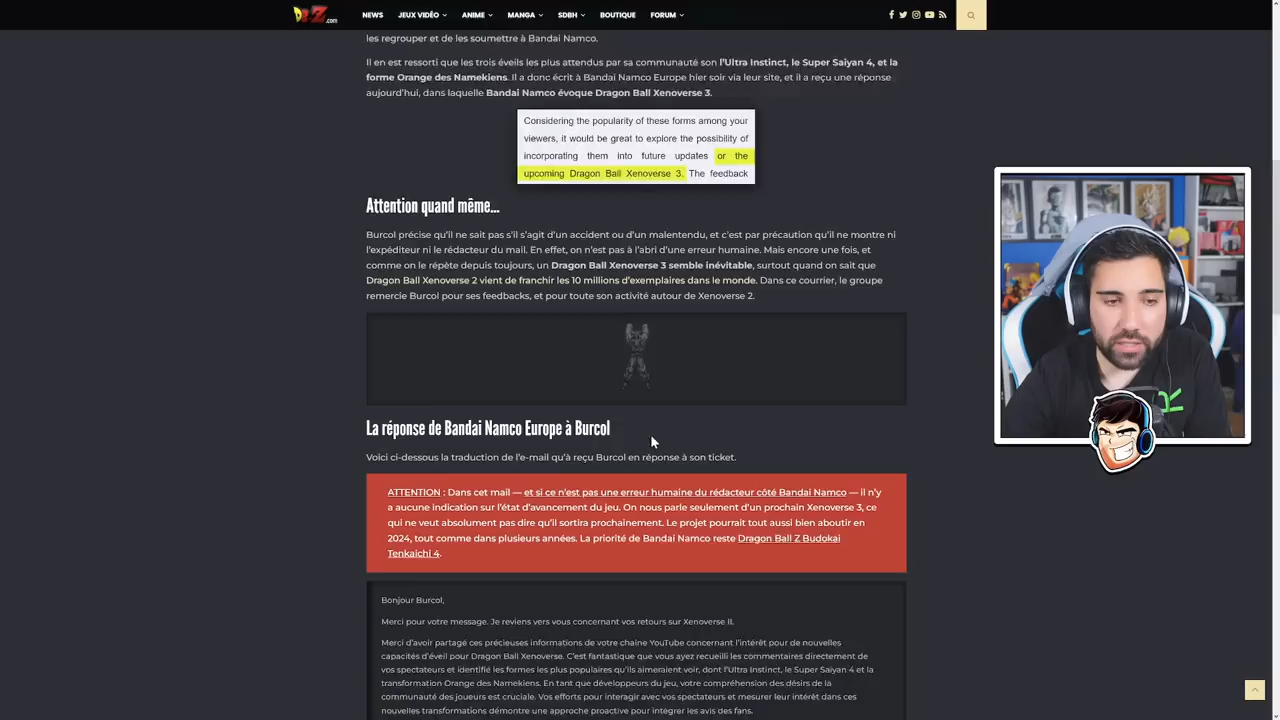 DB-Z.com
NEWS JEUX VIDÉO ANIME MANGA SDBH BOUTIQUE FORUM
les regrouper et de les soumettre à Bandai Namco.
Il en est ressorti que les trois éveils les plus attendus par sa communauté son l'Ultra Instinct, le Super Saiyan 4, et la
forme Orange des Namekiens. Il a donc écrit à Bandai Namco Europe hier soir via leur site, et il a reçu une réponse
aujourd'hui, dans laquelle Bandai Namco évoque Dragon Ball Xenoverse 3.
Considering the popularity of these forms among your
viewers, it would be great to explore the possibility of
incorporating them into future updates or the
upcoming Dragon Ball Xenoverse 3. The feedback
Attention quand même…
Burcol précise qu'il ne sait pas s'il s'agit d'un accident ou d'un malentendu, et c'est par précaution qu'il ne montre ni
l'expéditeur ni le rédacteur du mail. En effet, on n'est pas à l'abri d'une erreur humaine. Mais encore une fois, et
comme on le répète depuis toujours, un Dragon Ball Xenoverse 3 semble inévitable, surtout quand on sait que
Dragon Ball Xenoverse 2 vient de franchir les 10 millions d'exemplaires dans le monde. Dans ce courrier, le groupe
remercie Burcol pour ses feedbacks, et pour toute son activité autour de Xenoverse 2.
La réponse de Bandai Namco Europe à Burcol
Voici ci-dessous la traduction de l'e-mail qu'à reçu Burcol en réponse à son ticket.
ATTENTION : Dans cet mail — et si ce n'est pas une erreur humaine du rédacteur côté Bandai Namco — il n'y
a aucune indication sur l'état d'avancement du jeu. On nous parle seulement d'un prochain Xenoverse 3, ce
qui ne veut absolument pas dire qu'il sortira prochainement. Le projet pourrait tout aussi bien aboutir en
2024, tout comme dans plusieurs années. La priorité de Bandai Namco reste Dragon Ball Z Budokai
Tenkaichi 4.
Bonjour Burcol,
Merci pour votre message. Je reviens vers vous concernant vos retours sur Xenoverse II.
Merci d'avoir partagé ces précieuses informations de votre chaîne YouTube concernant l'intérêt pour de nouvelles
capacités d'éveil pour Dragon Ball Xenoverse. C'est fantastique que vous ayez recueilli les commentaires directement de
vos spectateurs et identifié les formes les plus populaires qu'ils aimeraient voir, dont l'Ultra Instinct, le Super Saiyan 4 et la
transformation Orange des Namekiens. En tant que développeurs du jeu, votre compréhension des désirs de la
communauté des joueurs est cruciale. Vos efforts pour interagir avec vos spectateurs et mesurer leur intérêt dans ces
nouvelles transformations démontre une approche proactive pour intégrer les avis des fans.